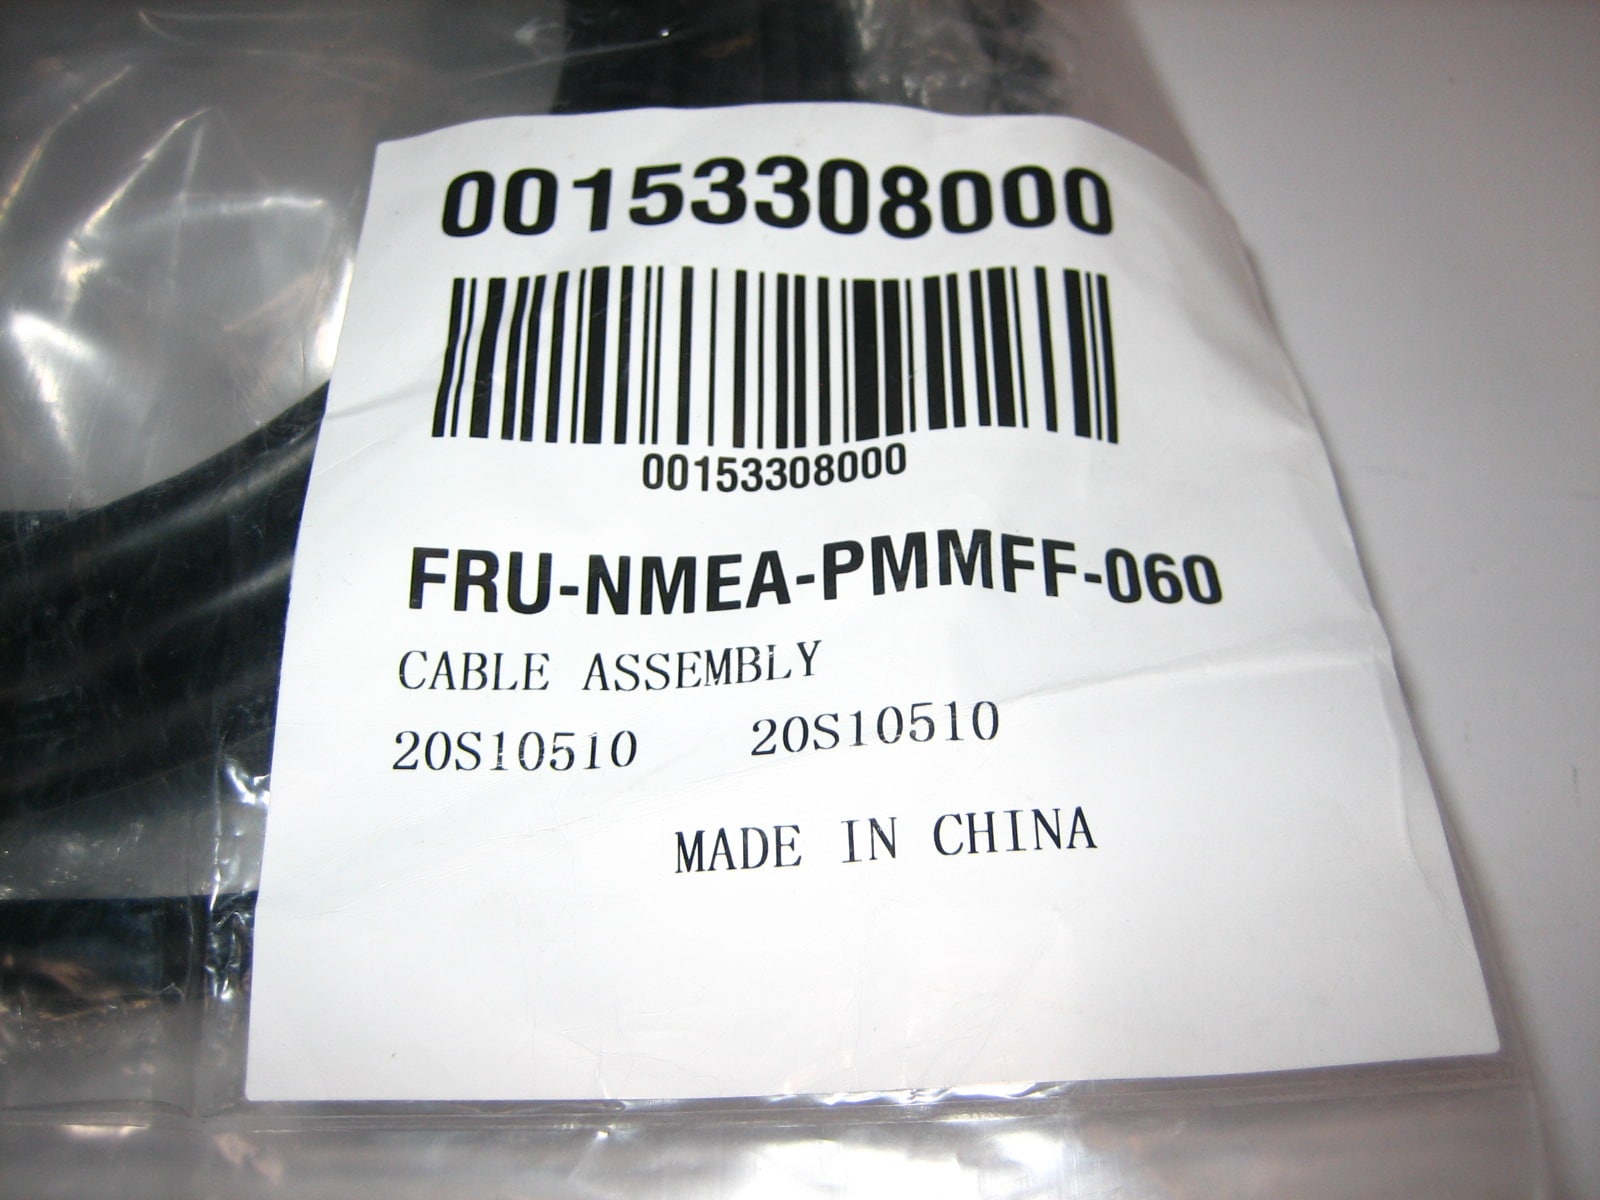 00153308000
00153308000
FRU-NMEA-PMMFF-060
CABLE ASSEMBLY
20S10510 20S10510
MADE IN CHINA